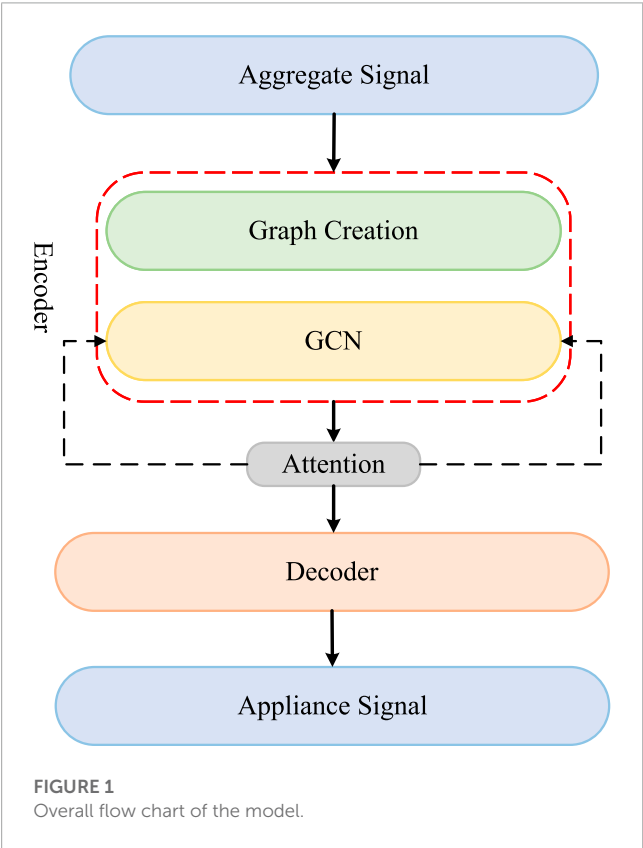 Aggregate Signal
Graph Creation
Encoder
GCN
Attention
Decoder
Appliance Signal
FIGURE 1
Overall flow chart of the model.